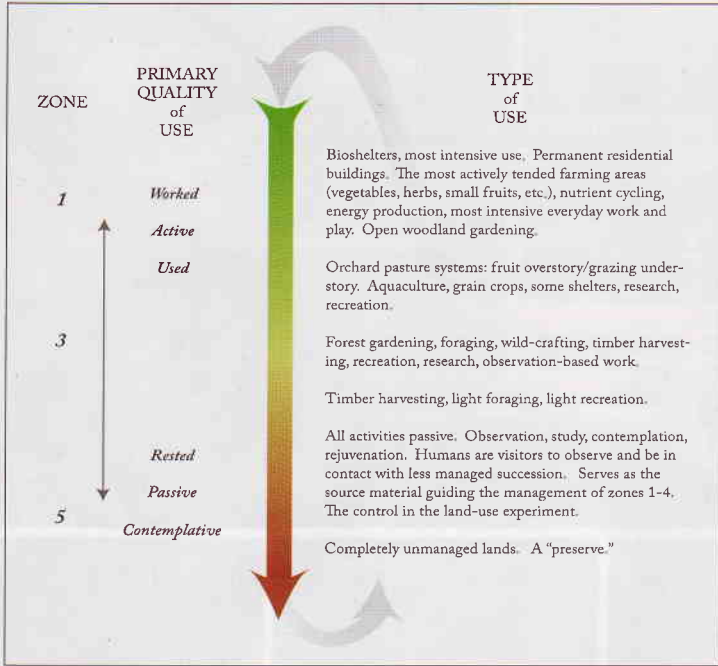 ZONE
PRIMARY
QUALITY
of
USE
TYPE
of
USE
1
Worked
Active
Used
3
Rested
Passive
5
Contemplative
Bioshelters, most intensive use. Permanent residential
buildings. The most actively tended farming areas
(vegetables, herbs, small fruits, etc.), nutrient cycling,
energy production, most intensive everyday work and
play. Open woodland gardening.
Orchard pasture systems: fruit overstory/grazing under-
story. Aquaculture, grain crops, some shelters, research,
recreation.
Forest gardening, foraging, wild-crafting, timber harvest-
ing, recreation, research, observation-based work.
Timber harvesting, light foraging, light recreation.
All activities passive. Observation, study, contemplation,
rejuvenation. Humans are visitors to observe and be in
contact with less managed succession. Serves as the
source material guiding the management of zones 1-4.
The control in the land-use experiment.
Completely unmanaged lands. A “preserve.”